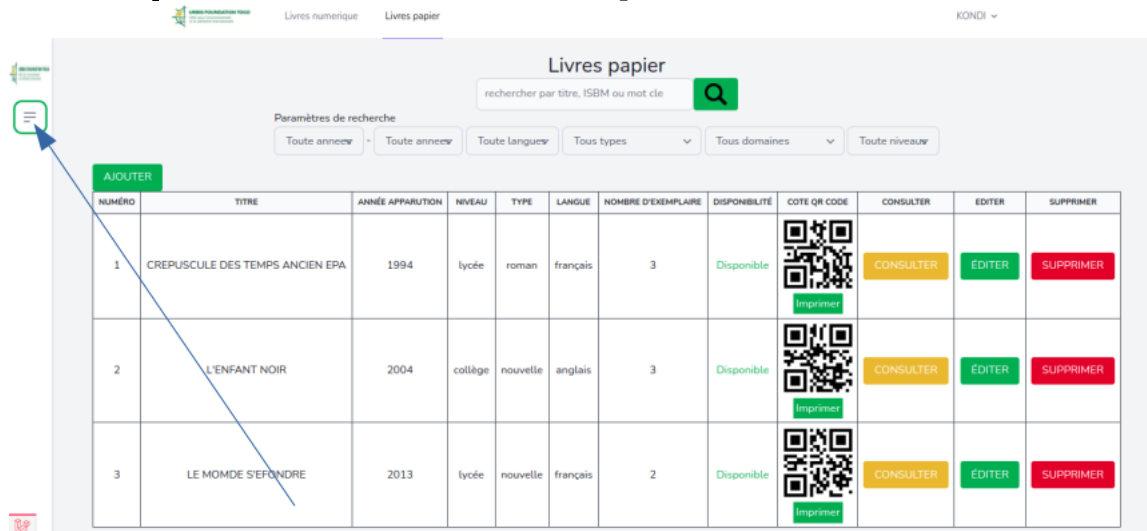 Livres numerique
Livres papier
KONDI
Livres papier
rechercher par titre, ISBM ou mot cle
Paramètres de recherche
Toute annee - Toute annee Toute langues Tous types Tous domaines Toute niveau
AJOUTER
NUMÉRO TITRE ANNÉE APPARUTION NIVEAU TYPE LANGUE NOMBRE D'EXEMPLAIRE DISPONIBILITÉ COTE QR CODE CONSULTER EDITER SUPPRIMER
1 CREPUSCULE DES TEMPS ANCIEN EPA 1994 lycée roman français 3 Disponible CONSULTER ÉDITER SUPPRIMER
Imprimer
2 L'ENFANT NOIR 2004 collège nouvelle anglais 3 Disponible CONSULTER ÉDITER SUPPRIMER
Imprimer
3 LE MOMDE S'EFONDRE 2013 lycée nouvelle français 2 Disponible CONSULTER ÉDITER SUPPRIMER
Imprimer